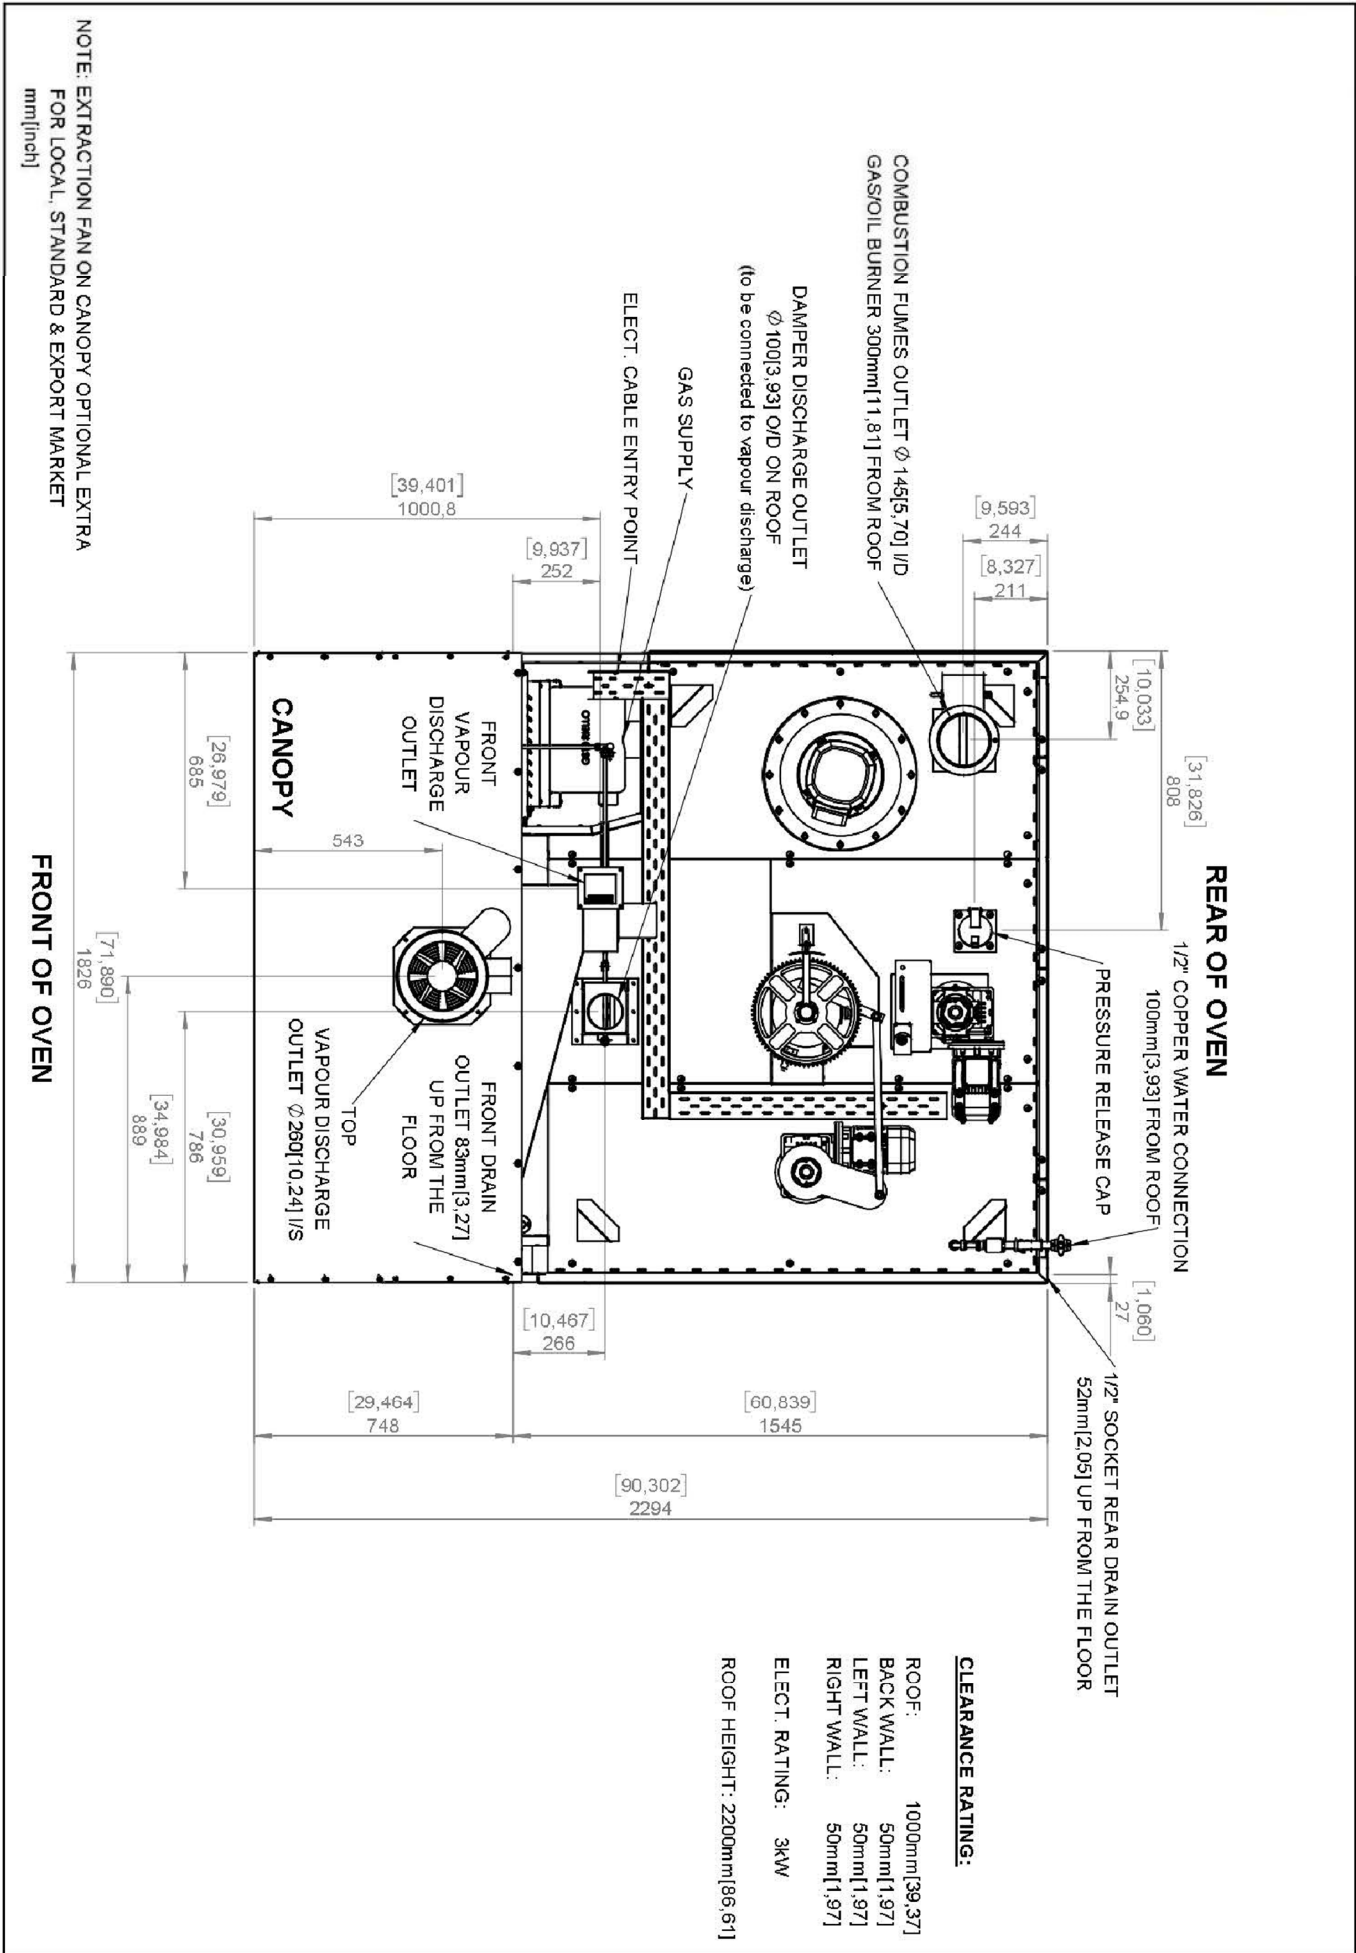 REAR OF OVEN
1/2" COPPER WATER CONNECTION
100mm[3,93] FROM ROOF
PRESSURE RELEASE CAP
1/2" SOCKET REAR DRAIN OUTLET
52mm[2,05] UP FROM THE FLOOR
[31,826]
808
[10,033]
254,9
[1,060]
27
[9,593]
244
[8,327]
211
COMBUSTION FUMES OUTLET Ø 145[5,70] I/D
GAS/OIL BURNER 300mm[11,81] FROM ROOF
DAMPER DISCHARGE OUTLET
Ø 100[3,93] O/D ON ROOF
(to be connected to vapour discharge)
GAS SUPPLY
ELECT. CABLE ENTRY POINT
[39,401]
1000,8
[9,937]
252
[10,467]
266
[60,839]
1545
[29,464]
748
[90,302]
2294
FRONT
VAPOUR
DISCHARGE
OUTLET
FRONT DRAIN
OUTLET 83mm[3,27]
UP FROM THE
FLOOR
CANOPY
543
TOP
VAPOUR DISCHARGE
OUTLET Ø260[10,24] I/S
[26,979]
685
[30,959]
786
[34,984]
889
[71,890]
1826
FRONT OF OVEN
CLEARANCE RATING:
ROOF: 1000mm[39,37]
BACK WALL: 50mm[1,97]
LEFT WALL: 50mm[1,97]
RIGHT WALL: 50mm[1,97]
ELECT. RATING: 3kW
ROOF HEIGHT: 2200mm[86,61]
NOTE: EXTRACTION FAN ON CANOPY OPTIONAL EXTRA
FOR LOCAL, STANDARD & EXPORT MARKET
mm[inch]